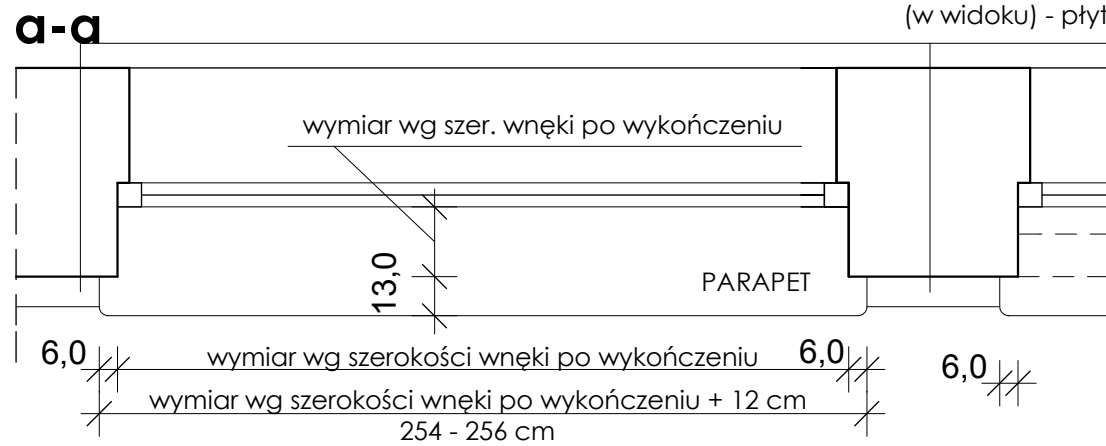 a-a
(w widoku) - płyt
wymiar wg szer. wnęki po wykończeniu
13,0
PARAPET
6,0
wymiar wg szerokości wnęki po wykończeniu
6,0
6,0
wymiar wg szerokości wnęki po wykończeniu + 12 cm
254 - 256 cm